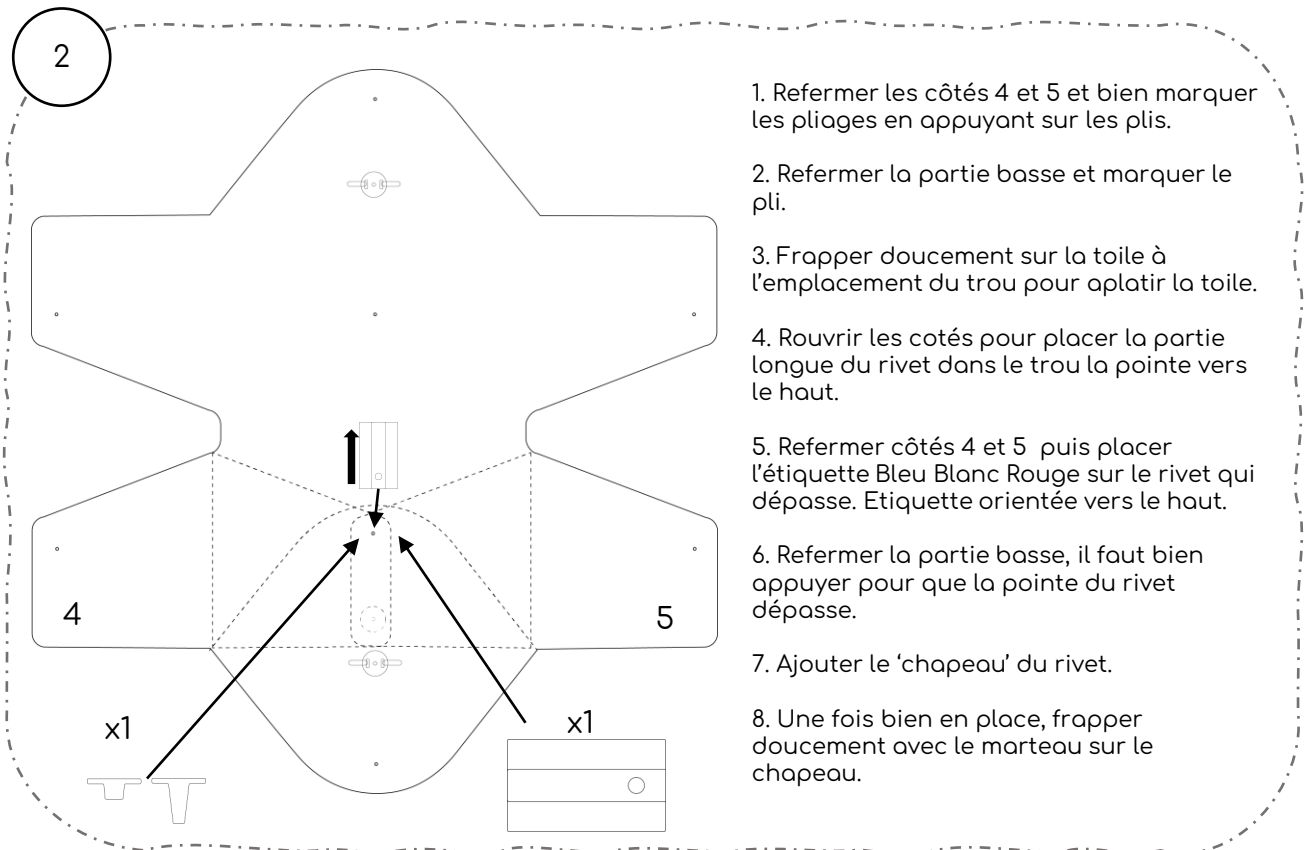 2
1. Refermer les côtés 4 et 5 et bien marquer
les pliages en appuyant sur les plis.
2. Refermer la partie basse et marquer le
pli.
3. Frapper doucement sur la toile à
l'emplacement du trou pour aplatir la toile.
4. Rouvrir les cotés pour placer la partie
longue du rivet dans le trou la pointe vers
le haut.
5. Refermer côtés 4 et 5  puis placer
l'étiquette Bleu Blanc Rouge sur le rivet qui
dépasse. Etiquette orientée vers le haut.
6. Refermer la partie basse, il faut bien
appuyer pour que la pointe du rivet
dépasse.
7. Ajouter le ‘chapeau’ du rivet.
8. Une fois bien en place, frapper
doucement avec le marteau sur le
chapeau.
4
5
x1
x1